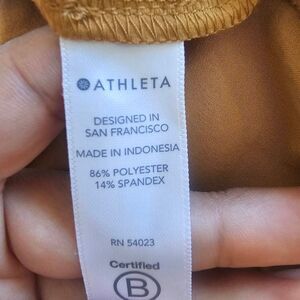 ATHLETA
DESIGNED IN
SAN FRANCISCO
MADE IN INDONESIA
86% POLYESTER
14% SPANDEX
RN 54023
Certified
B